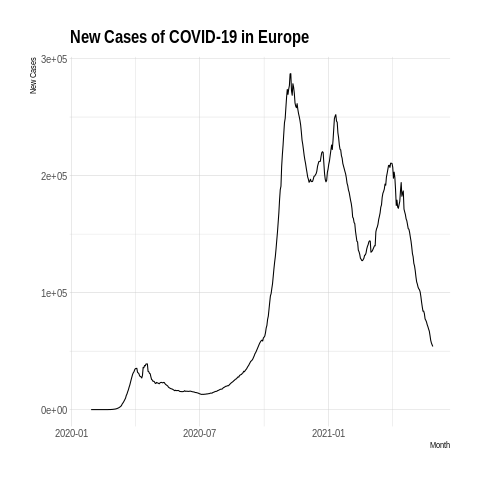 New Cases of COVID-19 in Europe
New Cases
3e+05
2e+05
1e+05
0e+00
2020-01 2020-07 2021-01
Month